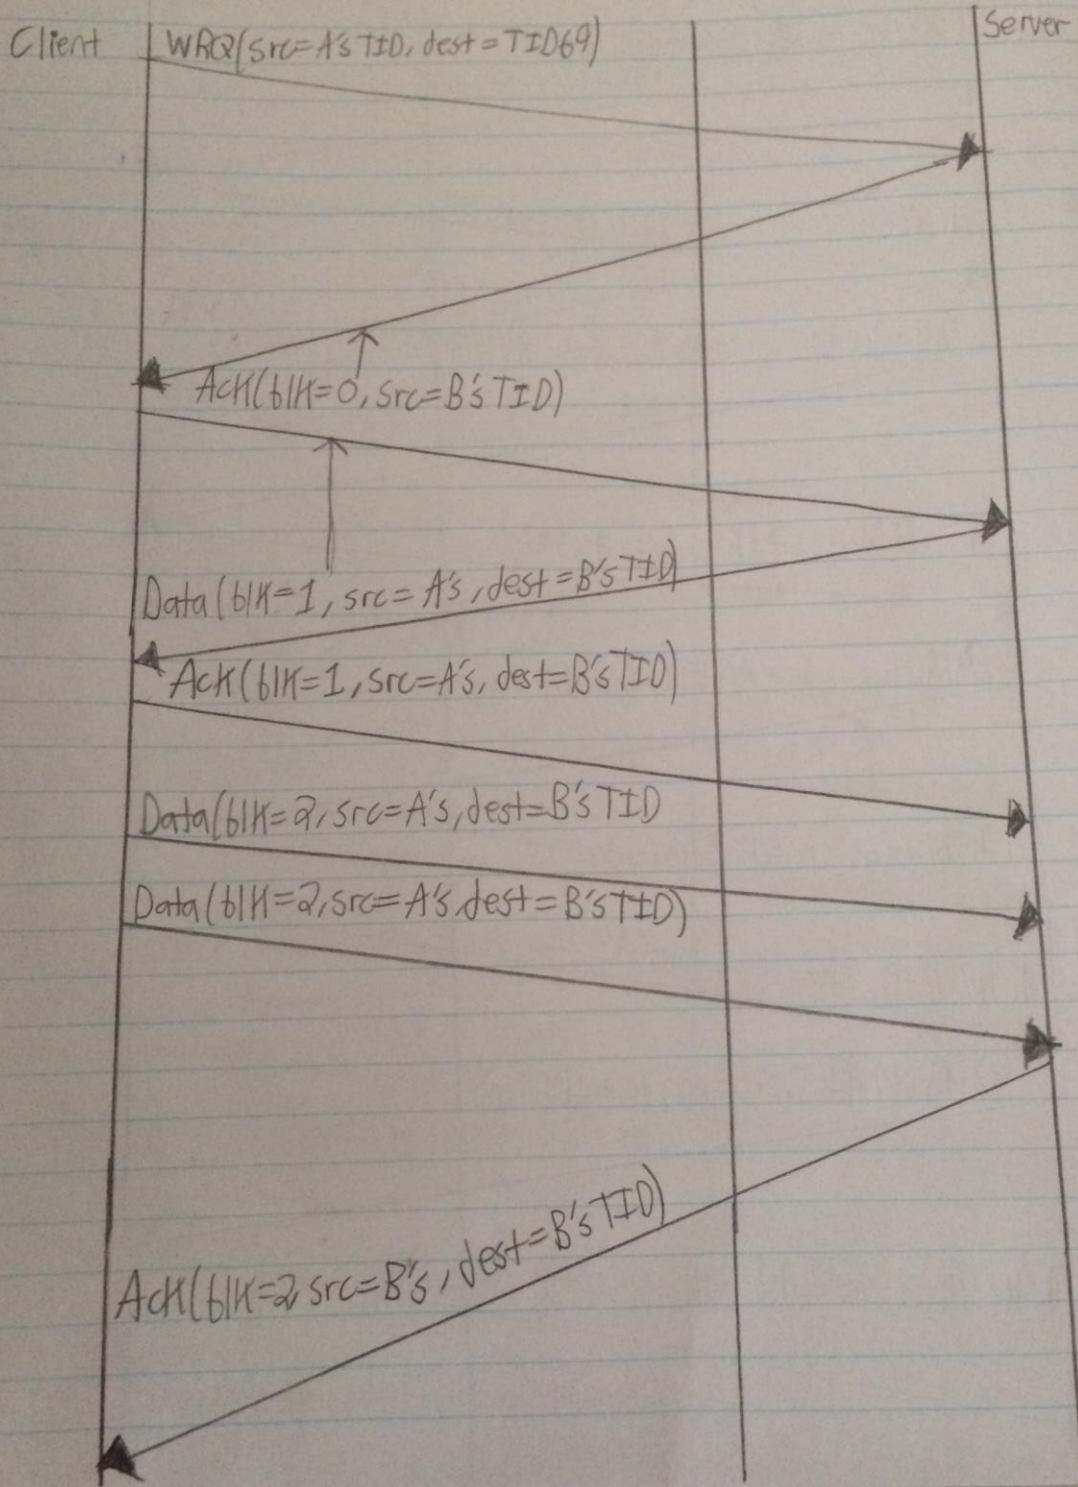 Client
WRQ(src=A's TID, dest=TID69)
Server
Ack(blk=0, src=B's TID)
Data(blk=1, src=A's, dest=B's TID)
Ack(blk=1, src=A's, dest=B's TID)
Data(blk=2, src=A's, dest=B's TID
Data(blk=2, src=A's, dest=B's TID)
Ack(blk=2, src=B's, dest=B's TID)